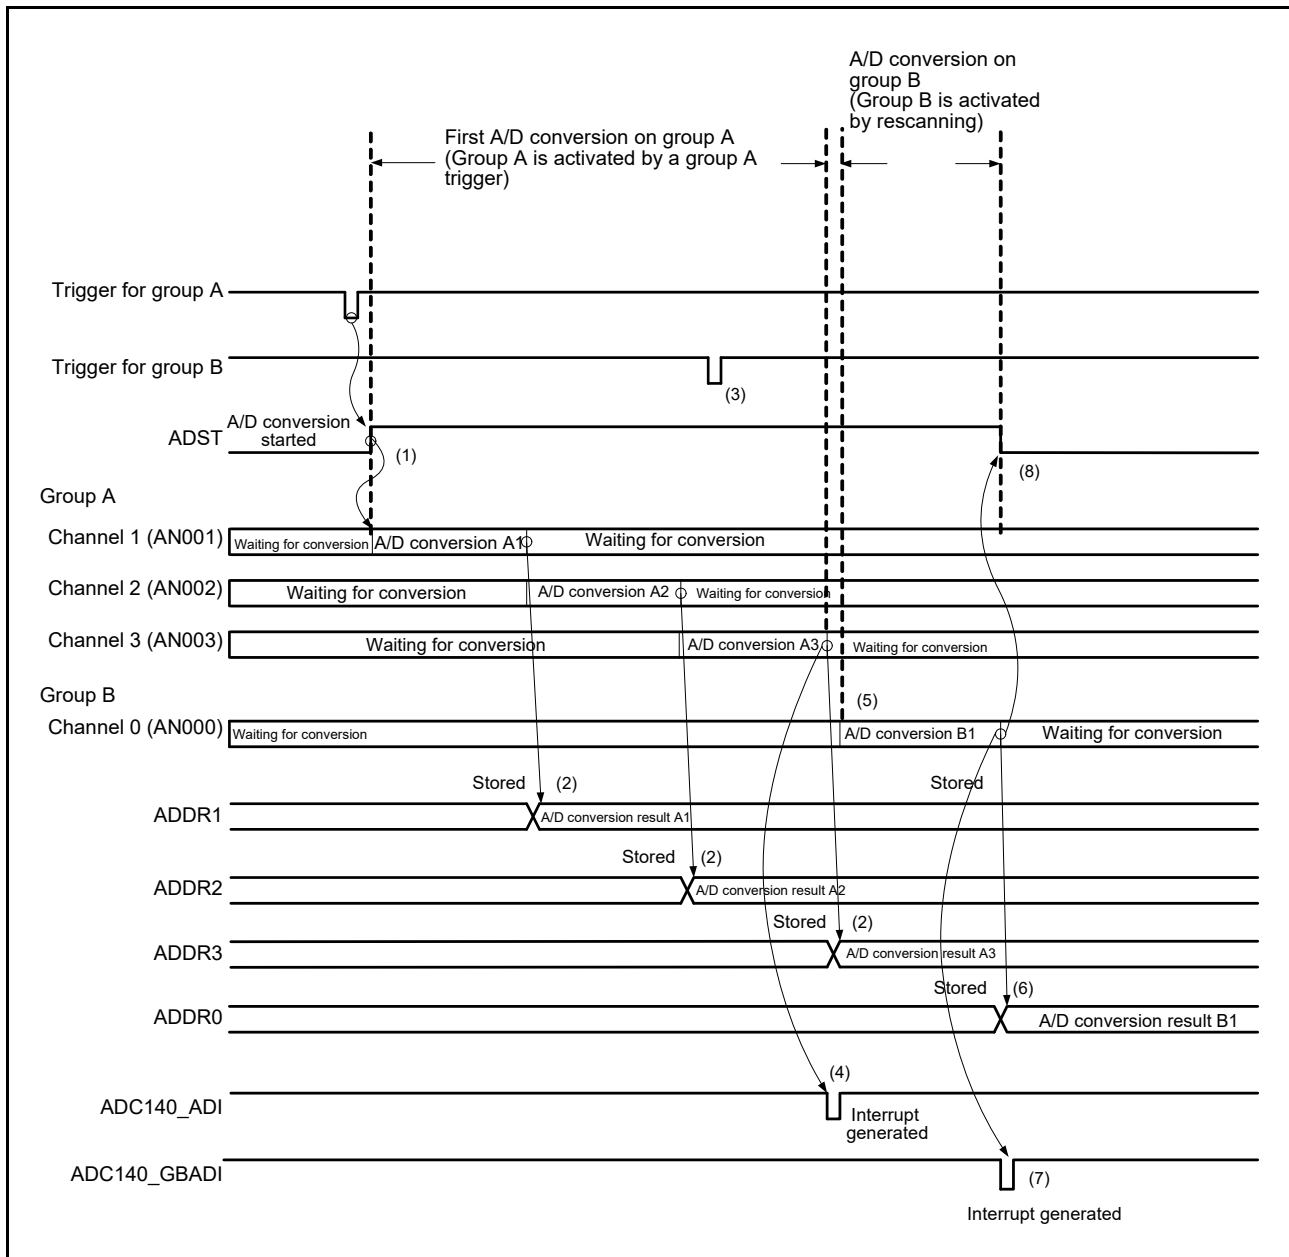 A/D conversion on
group B
(Group B is activated
by rescanning)
First A/D conversion on group A
(Group A is activated by a group A
trigger)
Trigger for group A
Trigger for group B
(3)
A/D conversion
started
ADST
(1)
(8)
Group A
Channel 1 (AN001)
Waiting for conversion
A/D conversion A1
Waiting for conversion
Channel 2 (AN002)
Waiting for conversion
A/D conversion A2
Waiting for conversion
Channel 3 (AN003)
Waiting for conversion
A/D conversion A3
Waiting for conversion
Group B
(5)
Channel 0 (AN000)
Waiting for conversion
A/D conversion B1
Waiting for conversion
Stored
(2)
Stored
ADDR1
A/D conversion result A1
Stored
(2)
ADDR2
A/D conversion result A2
Stored
(2)
ADDR3
A/D conversion result A3
Stored
(6)
ADDR0
A/D conversion result B1
(4)
ADC140_ADI
Interrupt
generated
ADC140_GBADI
(7)
Interrupt generated